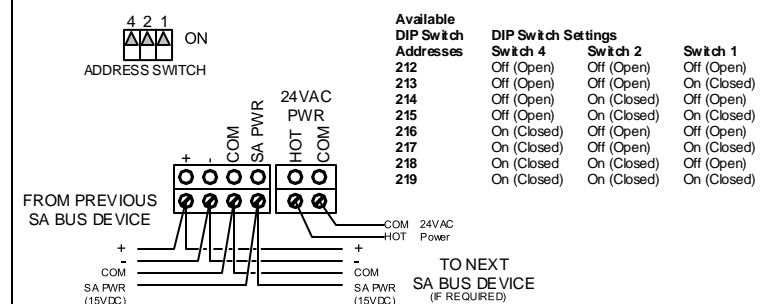 4 2 1
ON
ADDRESS SWITCH
Available
DIP Switch DIP Switch Settings
Addresses Switch 4 Switch 2 Switch 1
212 Off (Open) Off (Open) Off (Open)
213 Off (Open) Off (Open) On (Closed)
214 Off (Open) On (Closed) Off (Open)
215 Off (Open) On (Closed) On (Closed)
216 On (Closed) Off (Open) Off (Open)
217 On (Closed) Off (Open) On (Closed)
218 On (Closed On (Closed) Off (Open)
219 On (Closed) On (Closed) On (Closed)
24VAC
PWR
+ - COM SA PWR HOT COM
FROM PREVIOUS
SA BUS DEVICE
COM 24VAC
HOT Power
+ +
- -
COM COM
SA PWR SA PWR
(15VDC) (15VDC)
TO NEXT
SA BUS DEVICE
(IF REQUIRED)